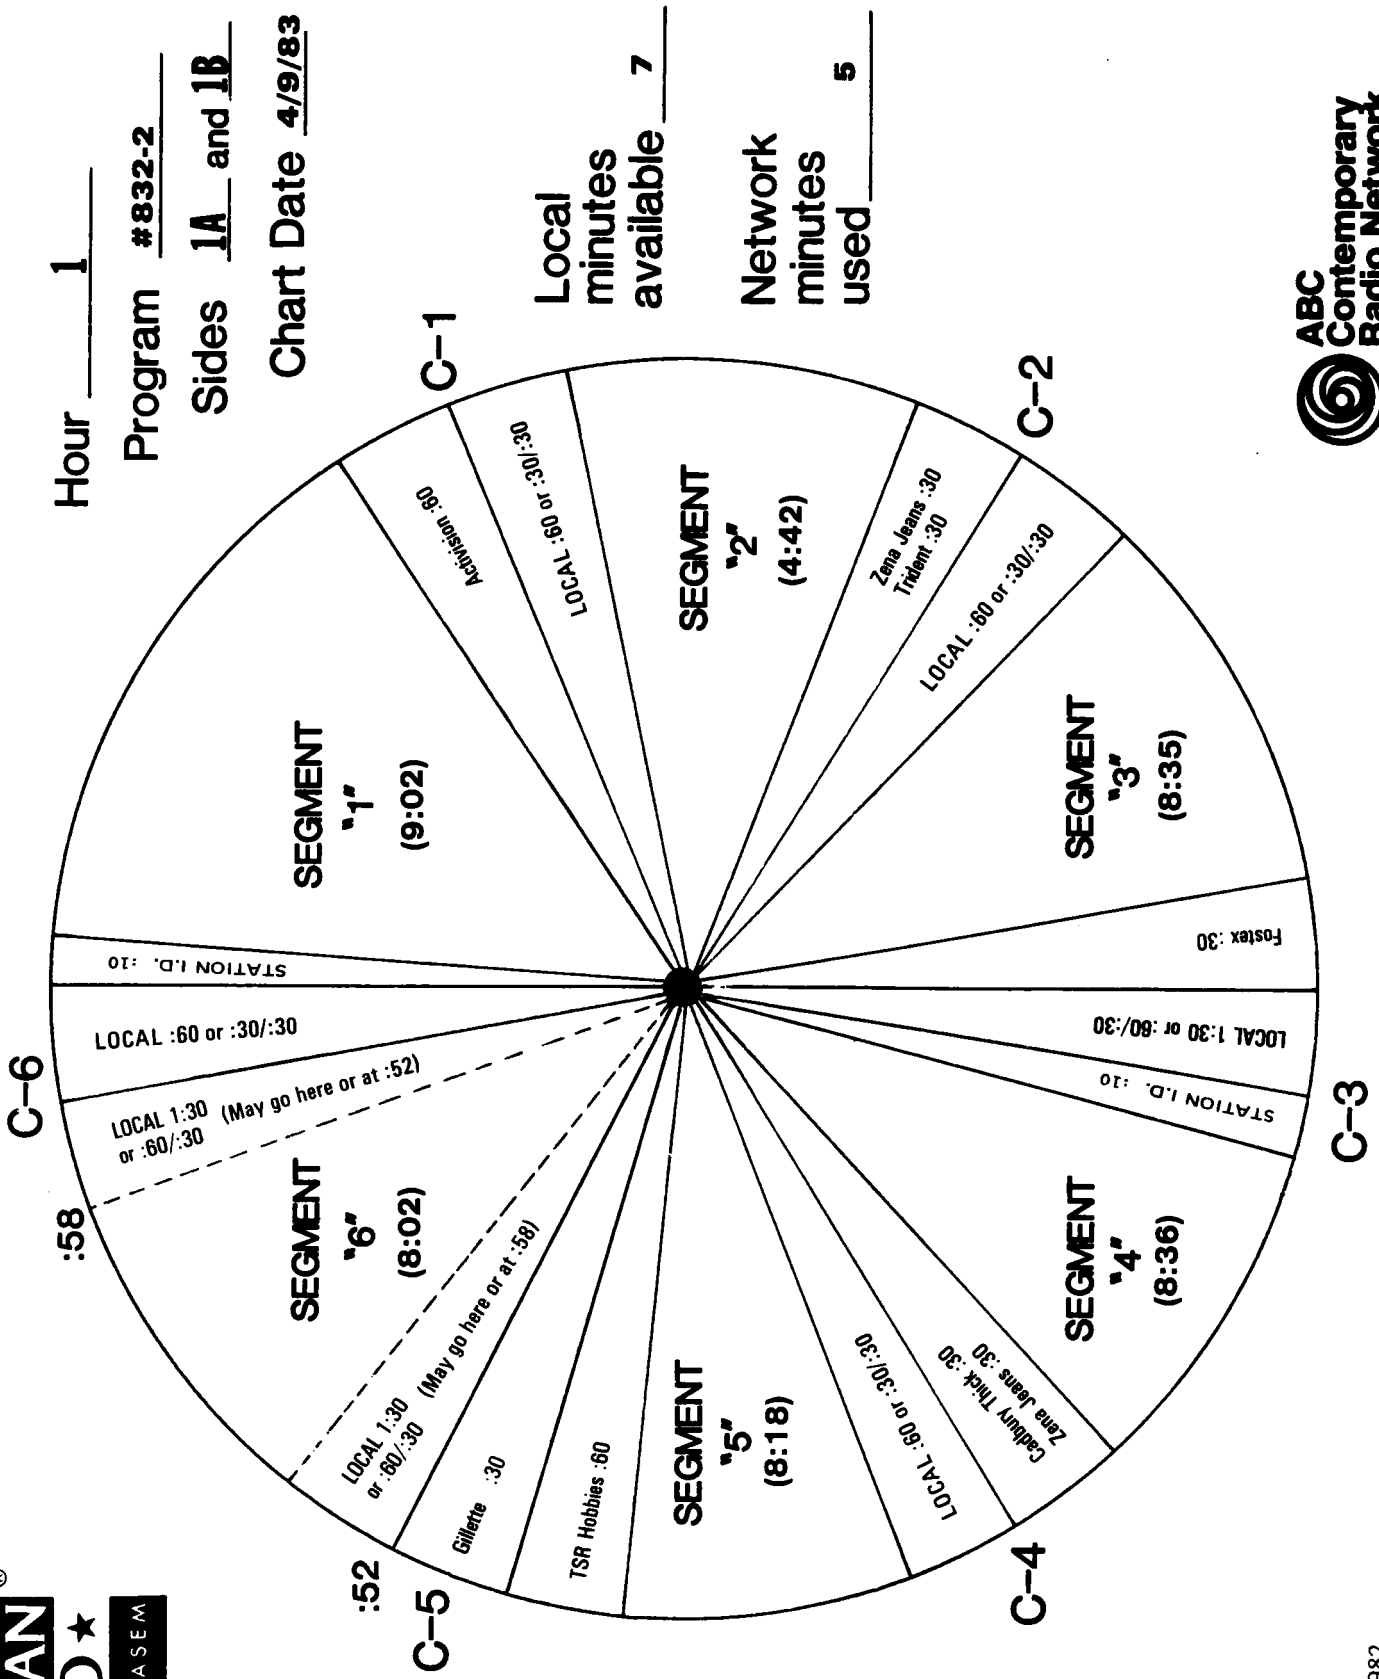 Hour 1
Program #832-2
Sides 1A and 1B
Chart Date 4/9/83
Local
minutes
available 7
Network
minutes
used 5
STATION I.D. :10
SEGMENT
"1"
(9:02)
Activision :60
C-1
LOCAL :60 or :30/:30
SEGMENT
"2"
(4:42)
Zena Jeans :30
Trident :30
C-2
LOCAL :60 or :30/:30
SEGMENT
"3"
(8:35)
Fostex :30
LOCAL 1:30 or :60/:30
C-3
STATION I.D. :10
SEGMENT
"4"
(8:36)
Cadbury Thick :30
Zena Jeans :30
C-4
LOCAL :60 or :30/:30
SEGMENT
"5"
(8:18)
TSR Hobbies :60
C-5
Gillette :30
:52
LOCAL 1:30
or :60/:30 (May go here or at :58)
SEGMENT
"6"
(8:02)
:58
LOCAL 1:30
or :60/:30 (May go here or at :52)
C-6
LOCAL :60 or :30/:30
ABC
Contemporary
Radio Network
®
AN
ASEM
982